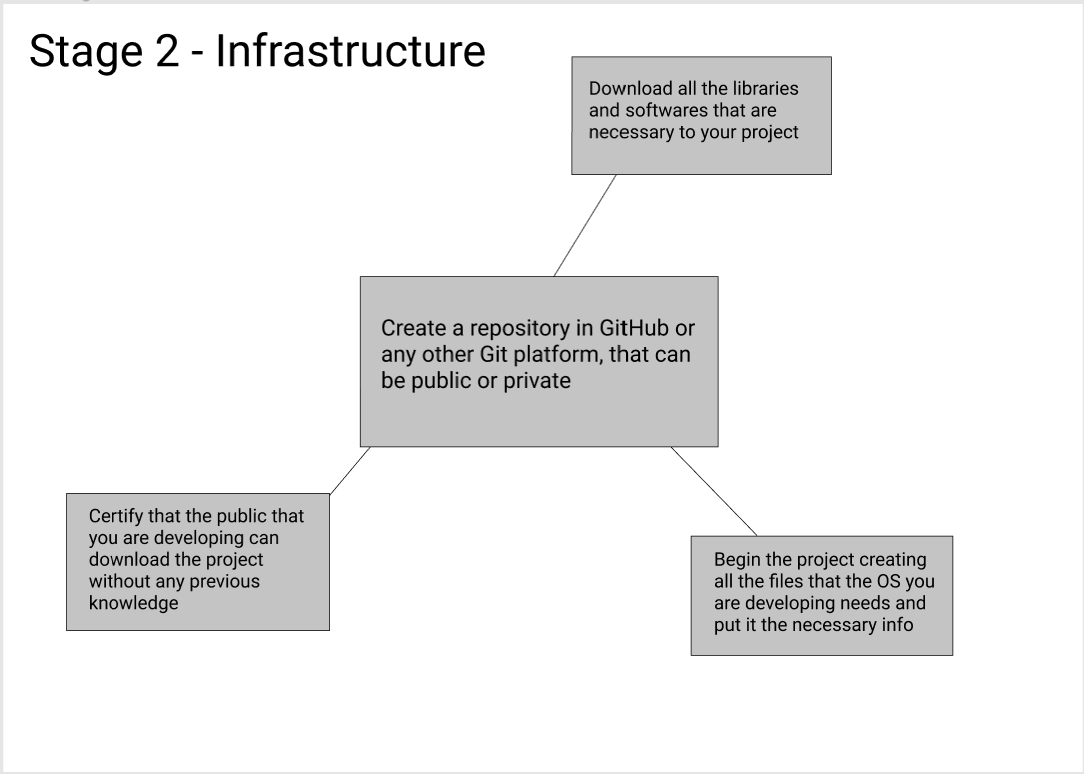 Stage 2 - Infrastructure
Download all the libraries
and softwares that are
necessary to your project
Create a repository in GitHub or
any other Git platform, that can
be public or private
Certify that the public that
you are developing can
download the project
without any previous
knowledge
Begin the project creating
all the files that the OS you
are developing needs and
put it the necessary info